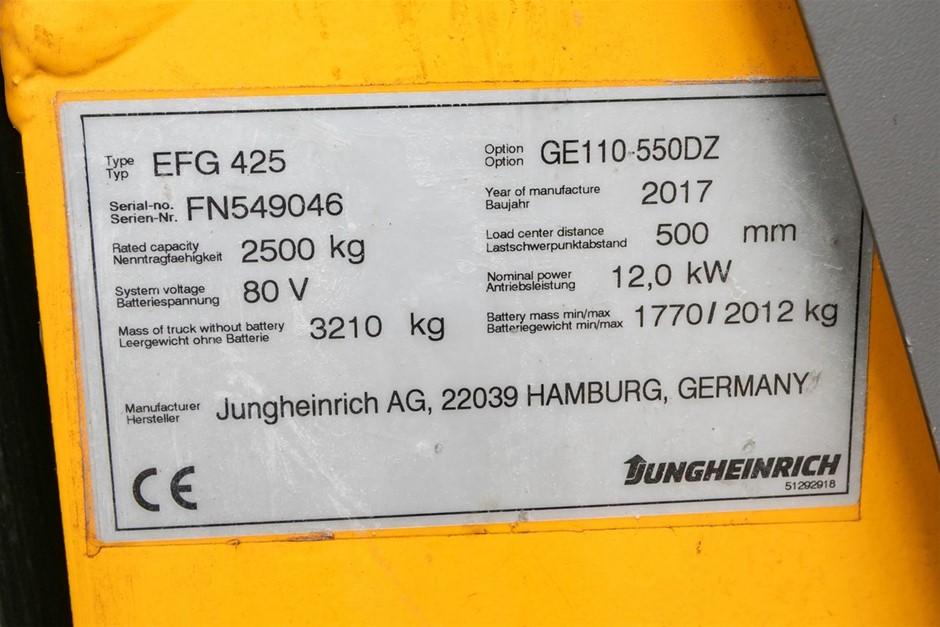 Type EFG 425 Option GE110-550DZ
Typ Option
Serial-no. FN549046 Year of manufacture 2017
Serien-Nr. Baujahr
Rated capacity 2500 kg Load center distance 500 mm
Nenntragfaehigkeit Lastschwerpunktabstand
System voltage 80 V Nominal power 12,0 kW
Batteriespannung Antriebsleistung
Mass of truck without battery 3210 kg Battery mass min/max 1770/2012 kg
Leergewicht ohne Batterie Batteriegewicht min/max
Manufacturer Jungheinrich AG, 22039 HAMBURG, GERMANY
Hersteller
CE JUNGHEINRICH
51292918